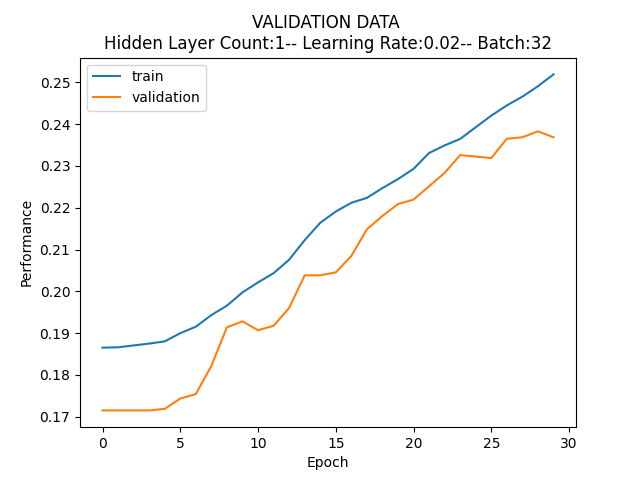 VALIDATION DATA
Hidden Layer Count:1-- Learning Rate:0.02-- Batch:32
train
validation
0.25
0.24
0.23
0.22
0.21
0.20
0.19
0.18
0.17
Performance
0 5 10 15 20 25 30
Epoch